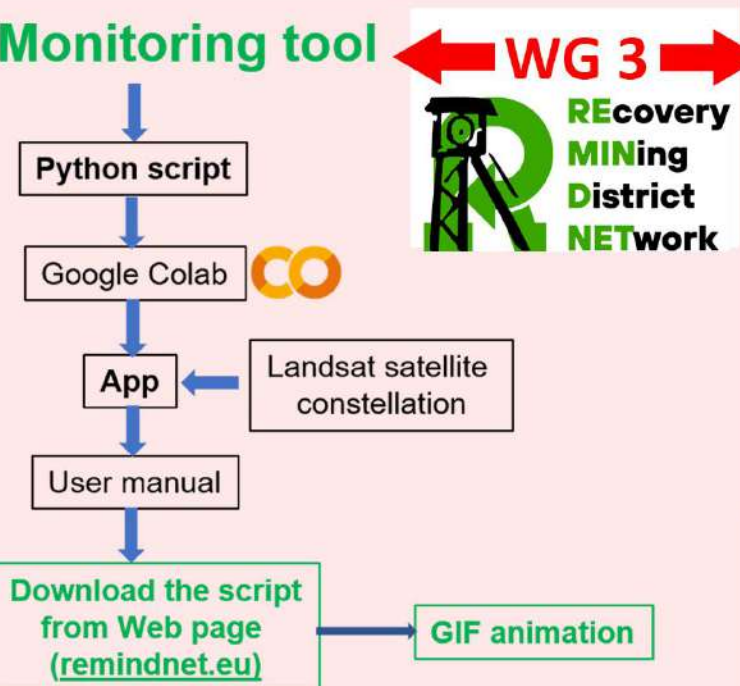 Monitoring tool
WG 3
REcovery
MINing
District
NETwork
Python script
Google Colab
App
Landsat satellite
constellation
User manual
Download the script
from Web page
(remindnet.eu)
GIF animation